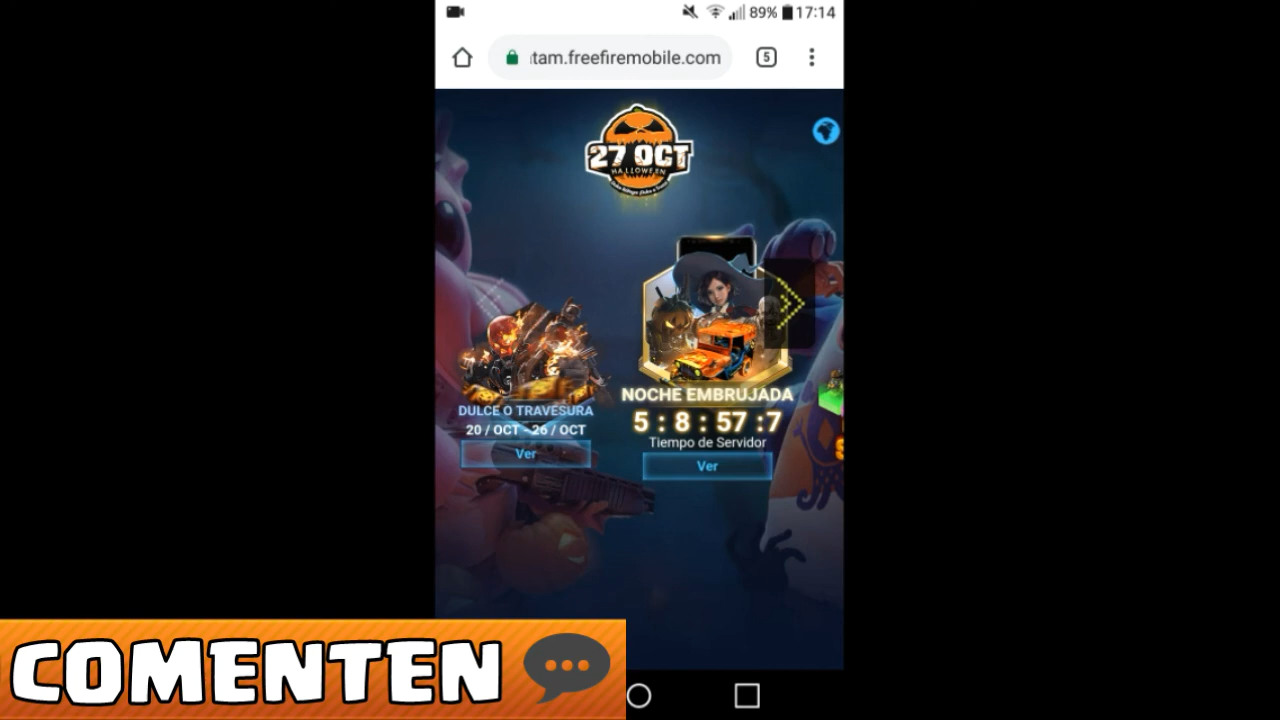 89% 17:14
tam.freefiremobile.com
5
27 OCT
HALLOWEEN
DULCE O TRAVESURA
20 / OCT - 26 / OCT
Ver
NOCHE EMBRUJADA
5 : 8 : 57 :7
Tiempo de Servidor
Ver
COMENTEN